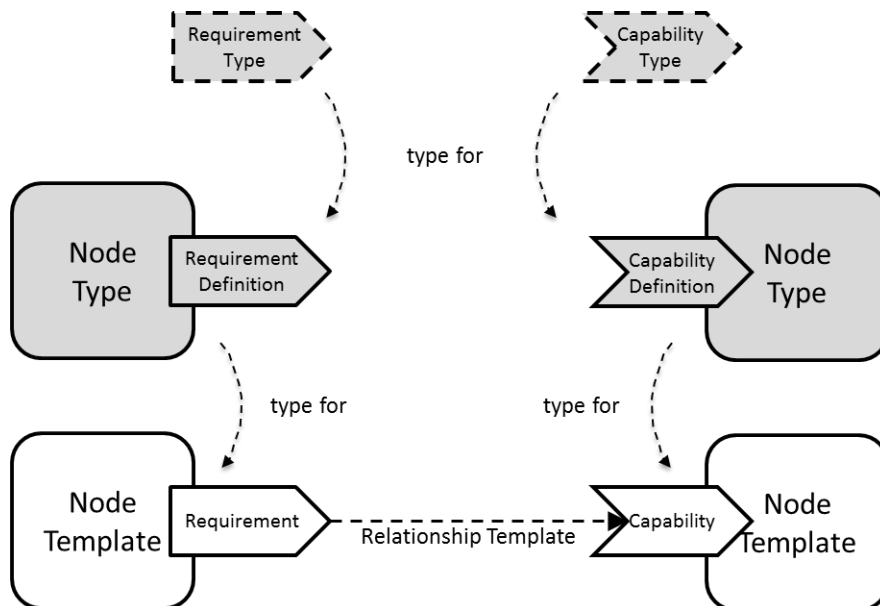 Requirement
Type
Capability
Type
type for
Node
Type
Requirement
Definition
Capability
Definition
Node
Type
type for
type for
Node
Template
Requirement
Relationship Template
Capability
Node
Template